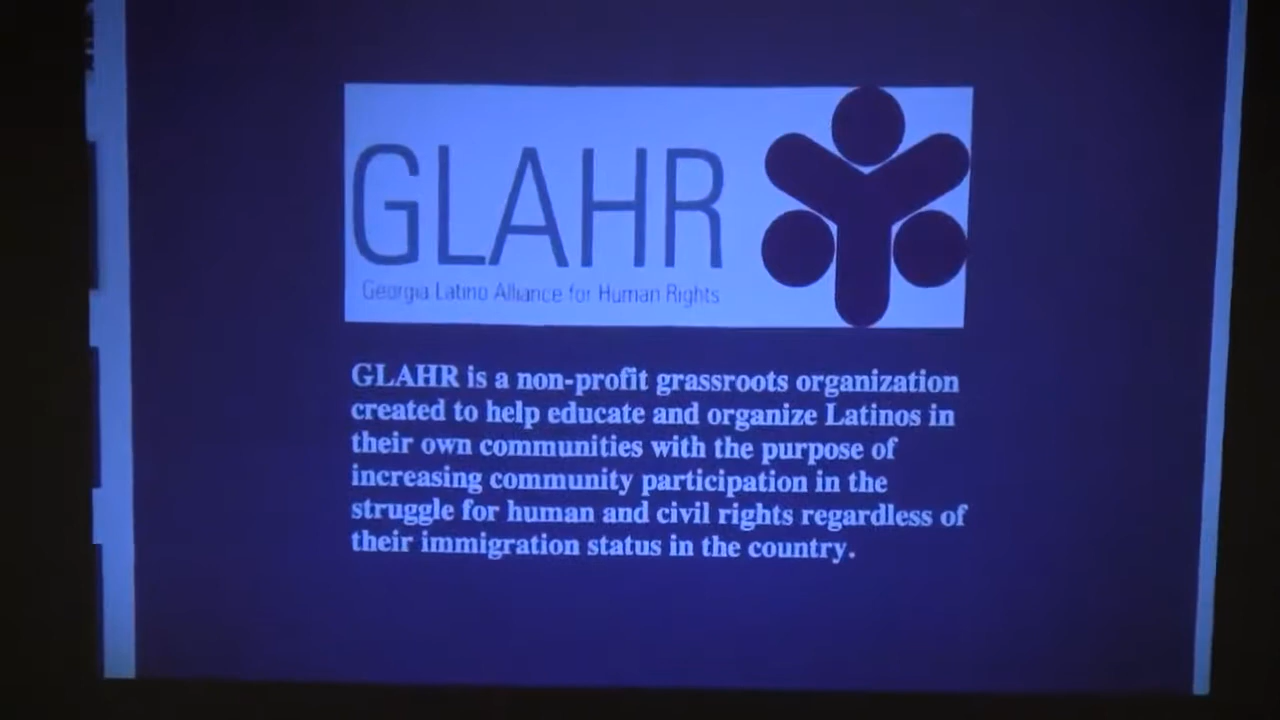 GLAHR
Georgia Latino Alliance for Human Rights
GLAHR is a non-profit grassroots organization
created to help educate and organize Latinos in
their own communities with the purpose of
increasing community participation in the
struggle for human and civil rights regardless of
their immigration status in the country.